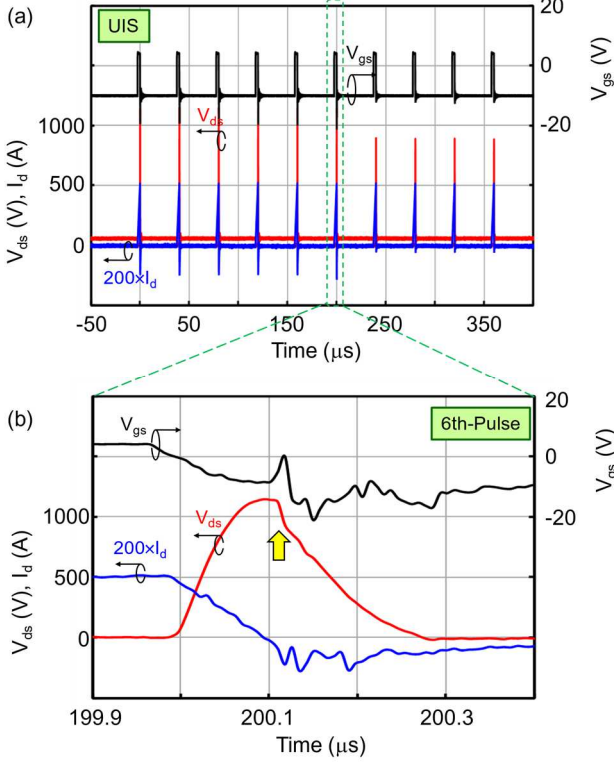 (a)
UIS
20
0
-20
V_gs (V)
V_gs
V_ds
1000
500
0
V_ds (V), I_d (A)
200×I_d
-50 50 150 250 350
Time (μs)
(b)
6th-Pulse
20
0
-20
V_gs (V)
V_gs
V_ds
200×I_d
1000
500
0
V_ds (V), I_d (A)
199.9 200.1 200.3
Time (μs)